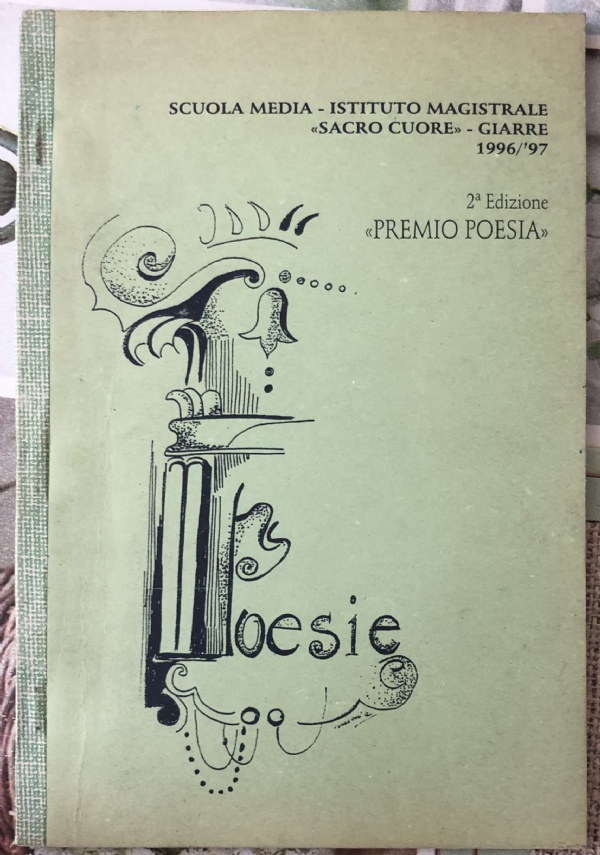 SCUOLA MEDIA - ISTITUTO MAGISTRALE
«SACRO CUORE» - GIARRE
1996/'97
2ª Edizione
«PREMIO POESIA»
Poesie